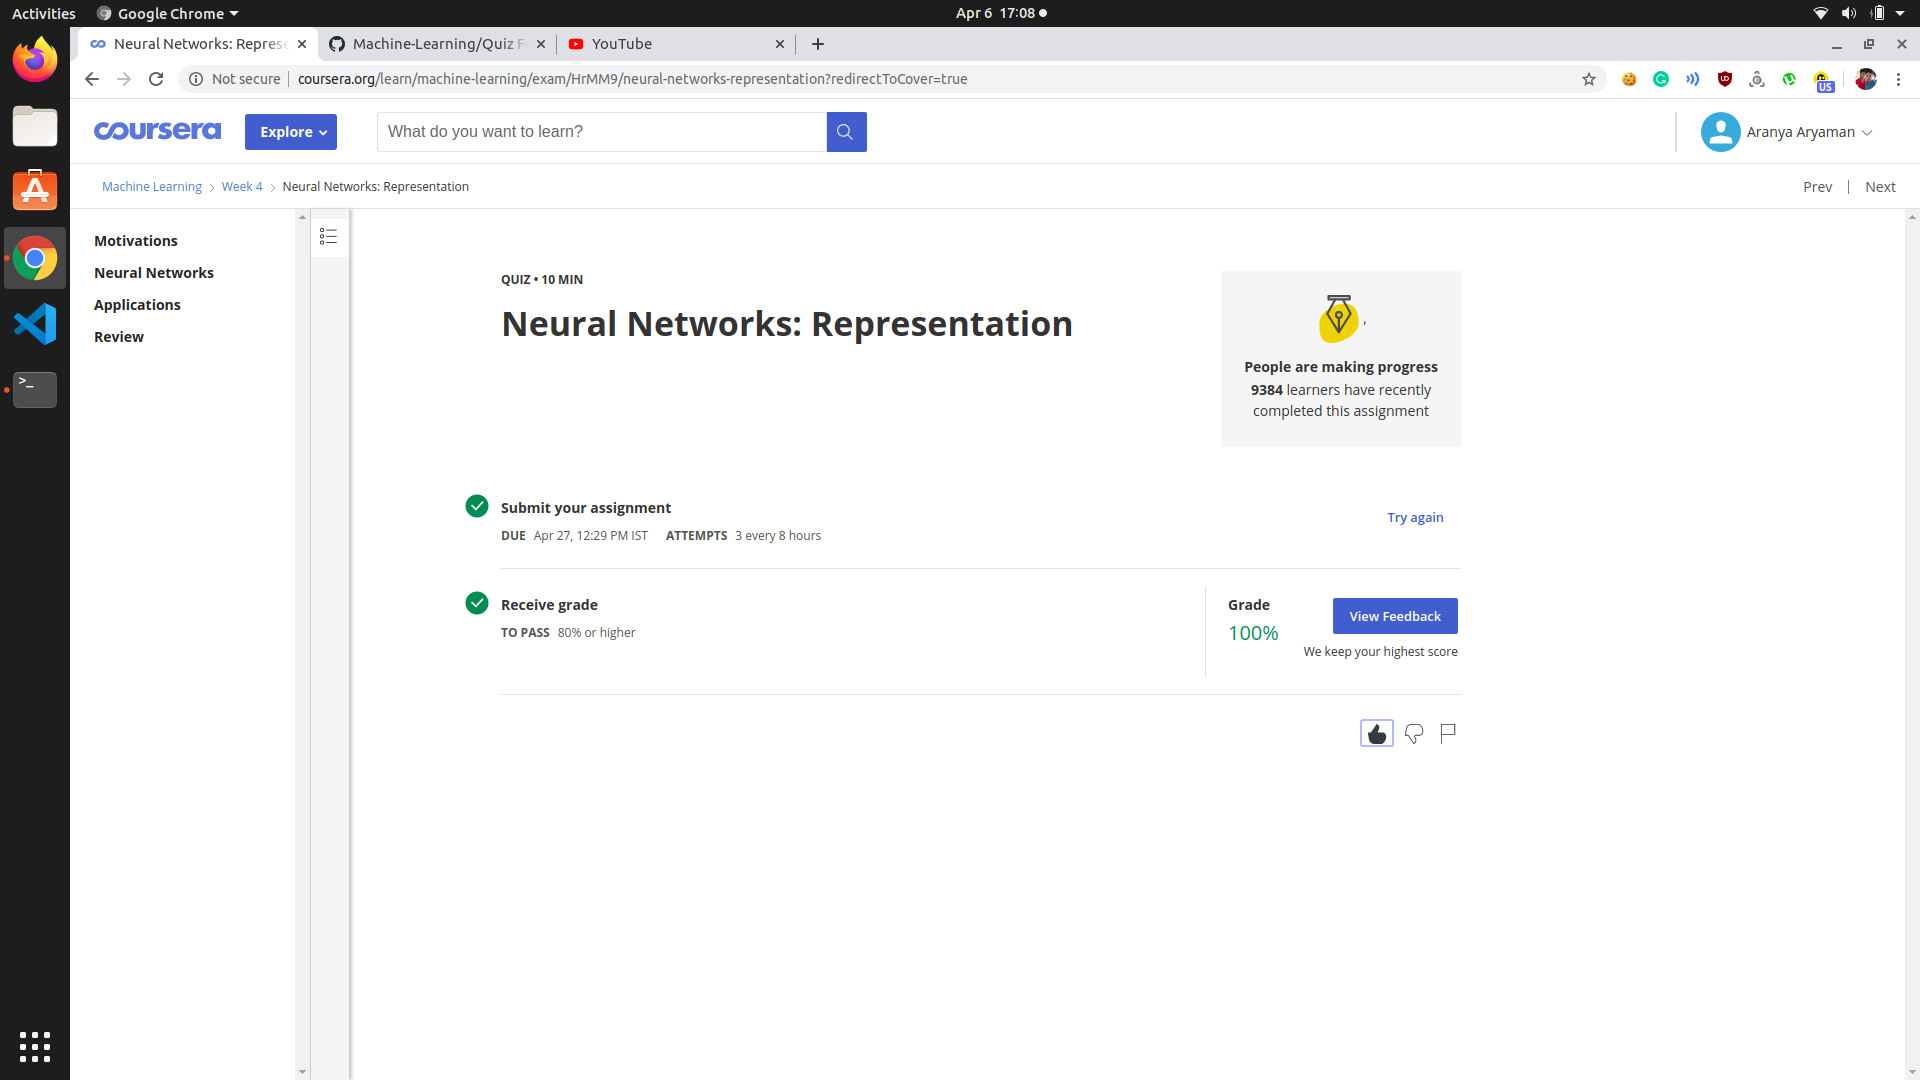 Activities
Google Chrome
Apr 6 17:08
Neural Networks: Represe
Machine-Learning/Quiz F
YouTube
Not secure
coursera.org/learn/machine-learning/exam/HrMM9/neural-networks-representation?redirectToCover=true
US
coursera
Explore
What do you want to learn?
Aranya Aryaman
Machine Learning
Week 4
Neural Networks: Representation
Prev
Next
Motivations
Neural Networks
Applications
Review
QUIZ • 10 MIN
Neural Networks: Representation
,
People are making progress
9384 learners have recently
completed this assignment
Submit your assignment
DUE Apr 27, 12:29 PM IST ATTEMPTS 3 every 8 hours
Try again
Receive grade
TO PASS 80% or higher
Grade
100%
View Feedback
We keep your highest score